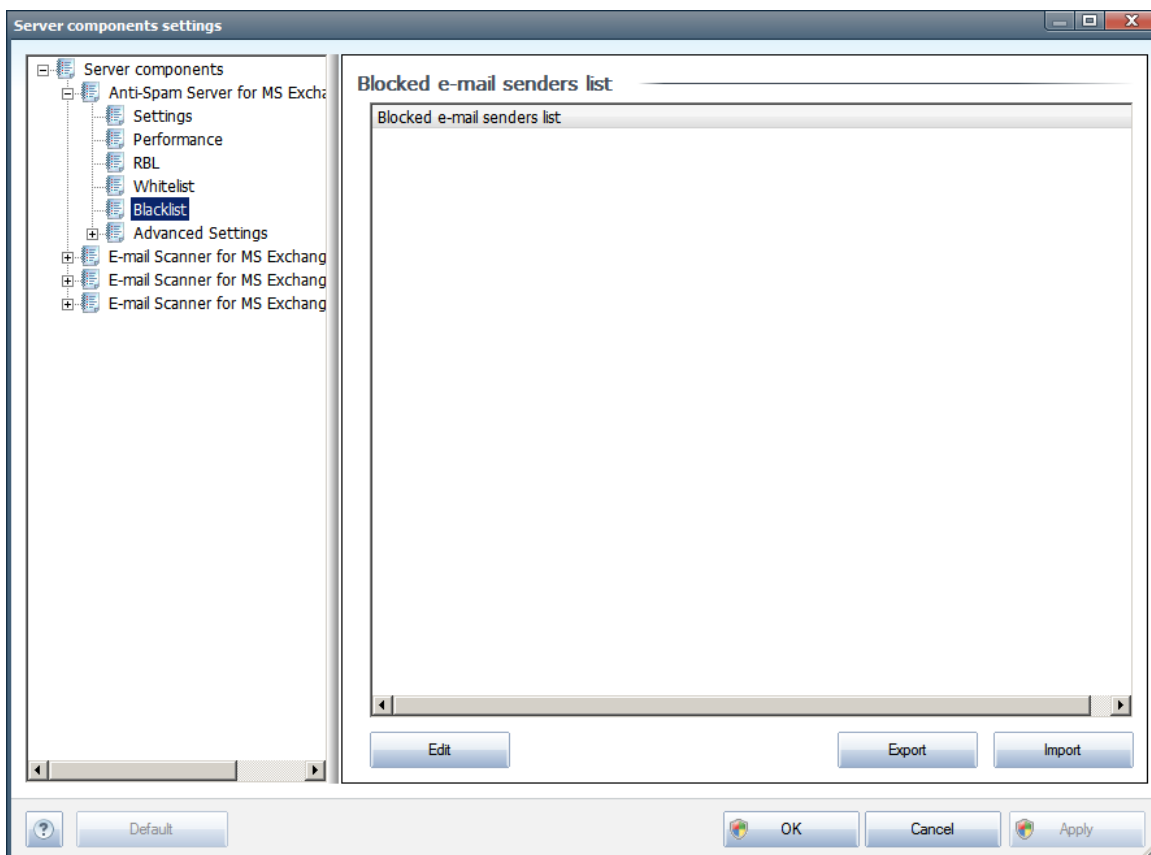 Server components settings
Server components
Anti-Spam Server for MS Excha
Settings
Performance
RBL
Whitelist
Blacklist
Advanced Settings
E-mail Scanner for MS Exchang
E-mail Scanner for MS Exchang
E-mail Scanner for MS Exchang
Blocked e-mail senders list
Blocked e-mail senders list
Edit
Export
Import
?
Default
OK
Cancel
Apply